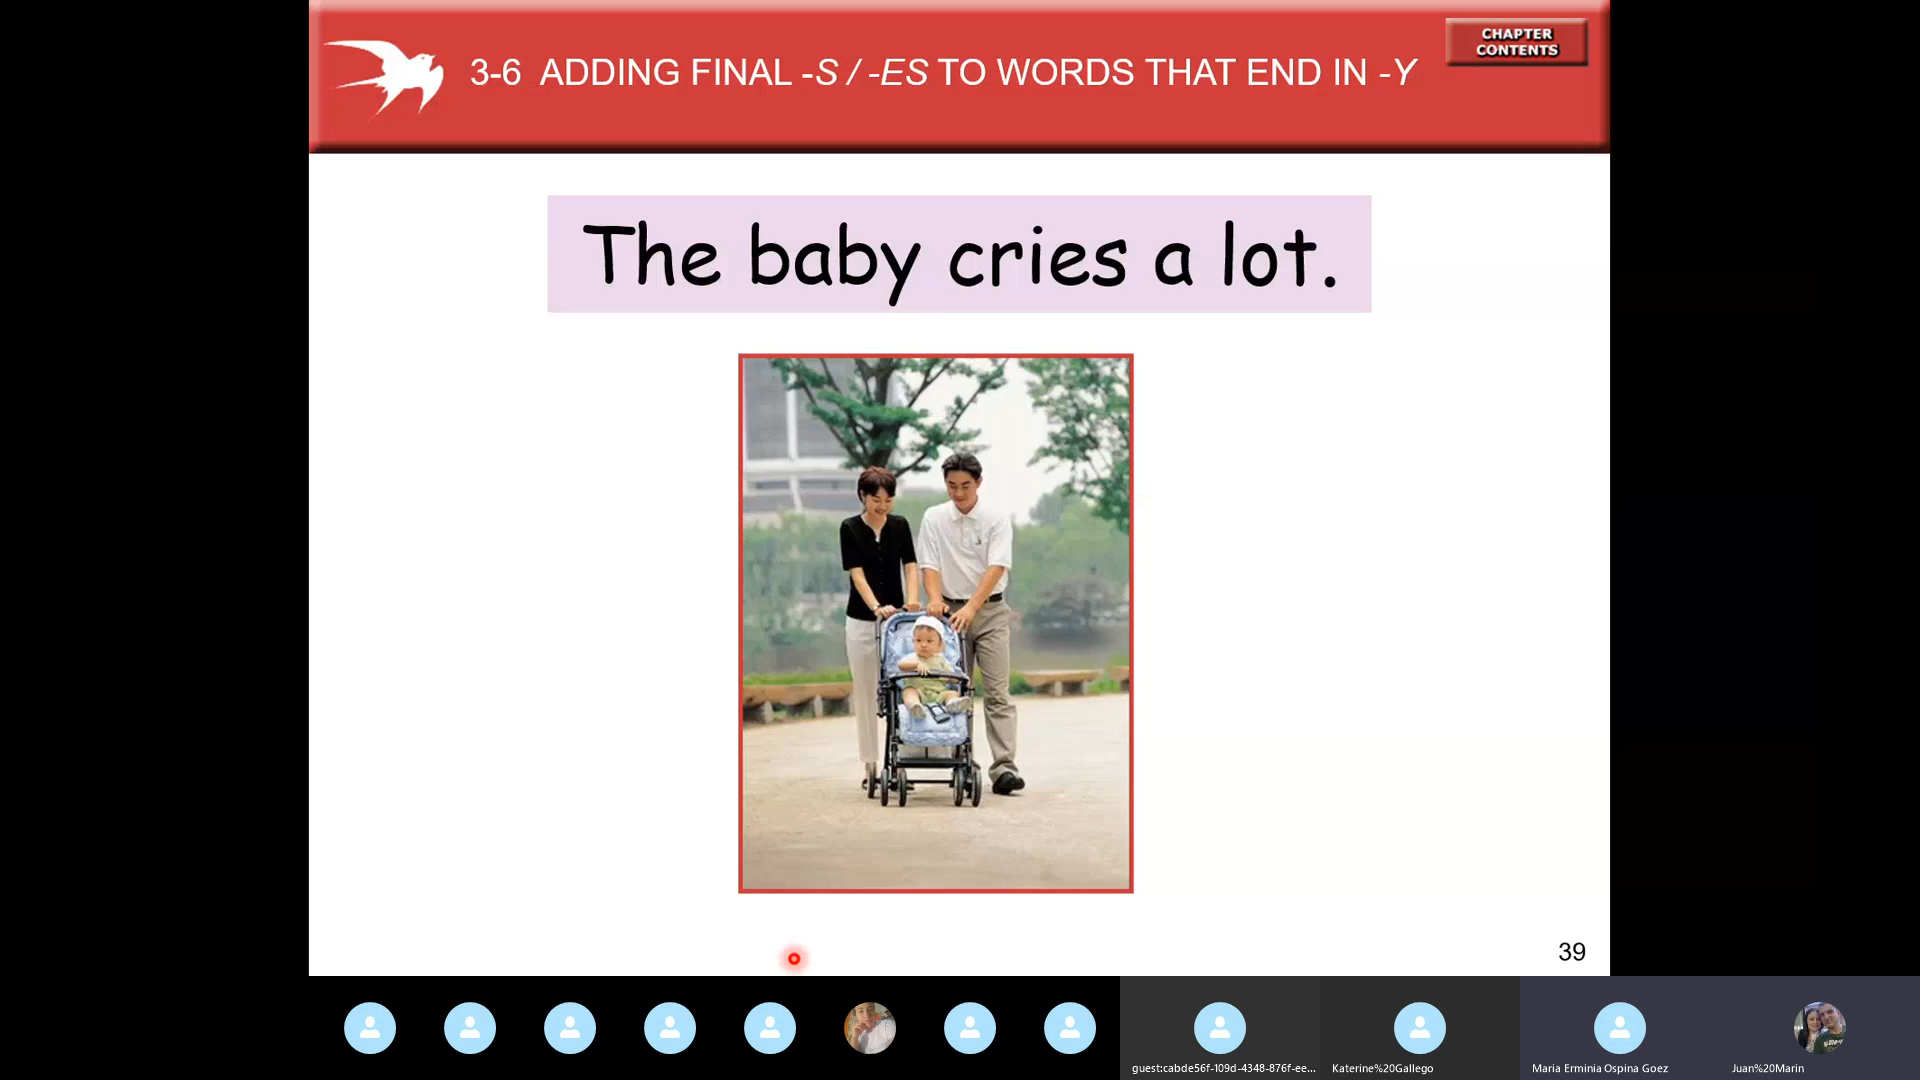 3-6 ADDING FINAL -S / -ES TO WORDS THAT END IN -Y
CHAPTER
CONTENTS
The baby cries a lot.
39
guest:cabde56f-109d-4348-876f-ee...
Katerine%20Gallego
Maria Erminia Ospina Goez
Juan%20Marin